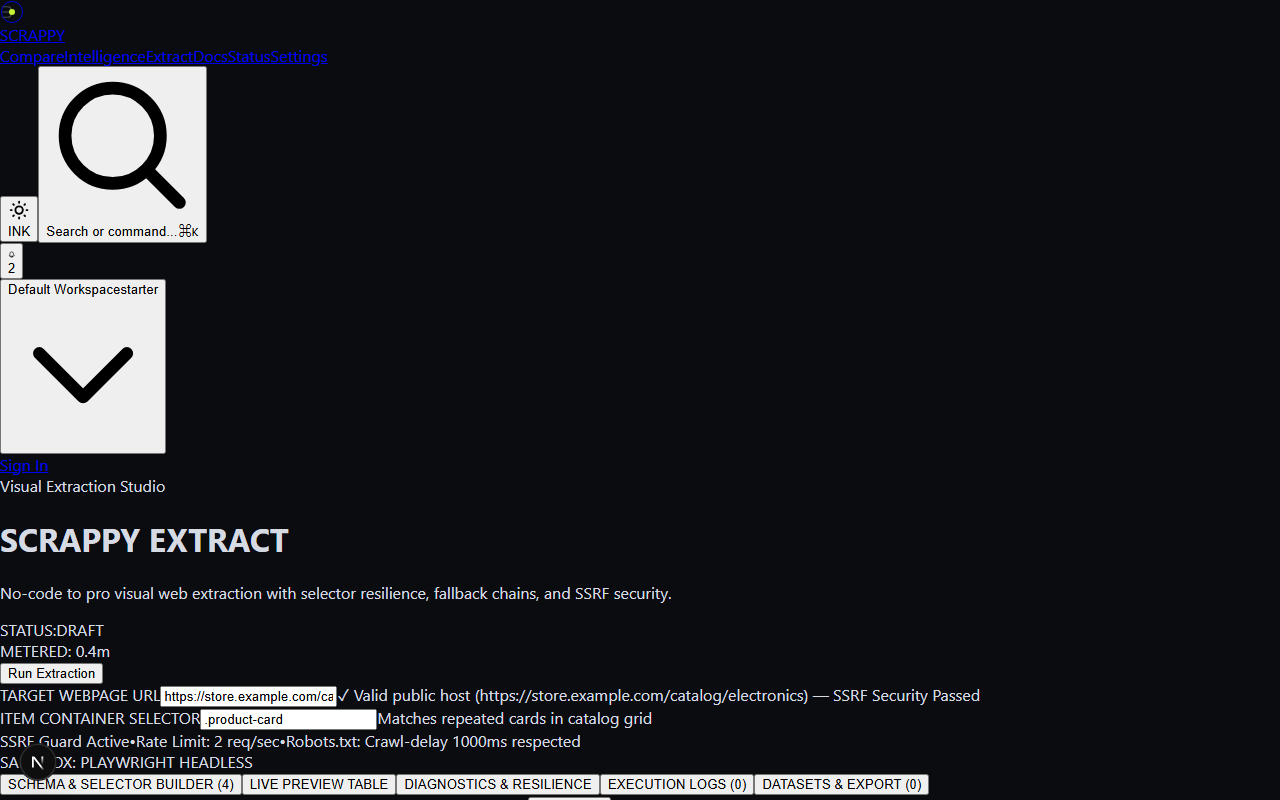 SCRAPPY
CompareIntelligenceExtractDocsStatusSettings
INK
Search or command...⌘K
2
Default Workspacestarter
Sign In
Visual Extraction Studio
SCRAPPY EXTRACT
No-code to pro visual web extraction with selector resilience, fallback chains, and SSRF security.
STATUS:DRAFT
METERED: 0.4m
Run Extraction
TARGET WEBPAGE URL https://store.example.com/ca ✓ Valid public host (https://store.example.com/catalog/electronics) — SSRF Security Passed
ITEM CONTAINER SELECTOR .product-card Matches repeated cards in catalog grid
SSRF Guard Active•Rate Limit: 2 req/sec•Robots.txt: Crawl-delay 1000ms respected
N
PLAYWRIGHT HEADLESS
SCHEMA & SELECTOR BUILDER (4) LIVE PREVIEW TABLE DIAGNOSTICS & RESILIENCE EXECUTION LOGS (0) DATASETS & EXPORT (0)